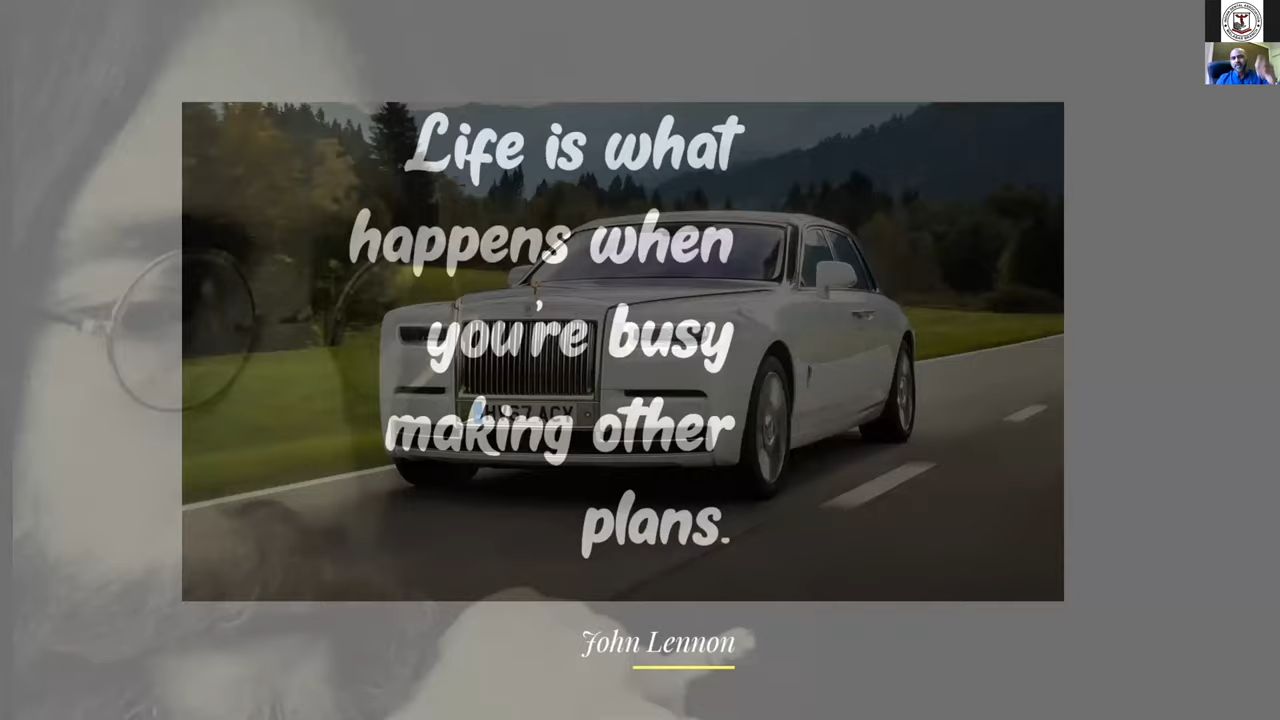 Life is what
happens when
you're busy
making other
plans.
John Lennon